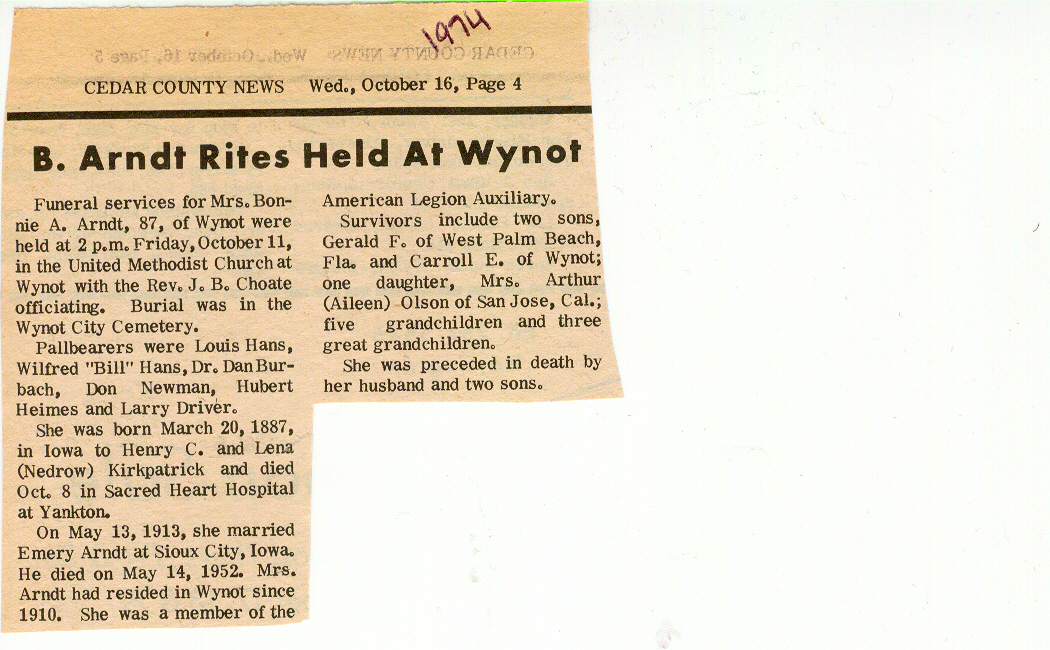 1974
CEDAR COUNTY NEWS Wed., October 16, Page 5
CEDAR COUNTY NEWS Wed., October 16, Page 4
B. Arndt Rites Held At Wynot
Funeral services for Mrs. Bon-
nie A. Arndt, 87, of Wynot were
held at 2 p.m. Friday, October 11,
in the United Methodist Church at
Wynot with the Rev. J. B. Choate
officiating. Burial was in the
Wynot City Cemetery.
Pallbearers were Louis Hans,
Wilfred "Bill" Hans, Dr. Dan Bur-
bach, Don Newman, Hubert
Heimes and Larry Driver.
She was born March 20, 1887,
in Iowa to Henry C. and Lena
(Nedrow) Kirkpatrick and died
Oct. 8 in Sacred Heart Hospital
at Yankton.
On May 13, 1913, she married
Emery Arndt at Sioux City, Iowa.
He died on May 14, 1952. Mrs.
Arndt had resided in Wynot since
1910. She was a member of the
American Legion Auxiliary.
Survivors include two sons,
Gerald F. of West Palm Beach,
Fla. and Carroll E. of Wynot;
one daughter, Mrs. Arthur
(Aileen) Olson of San Jose, Cal.;
five grandchildren and three
great grandchildren.
She was preceded in death by
her husband and two sons.